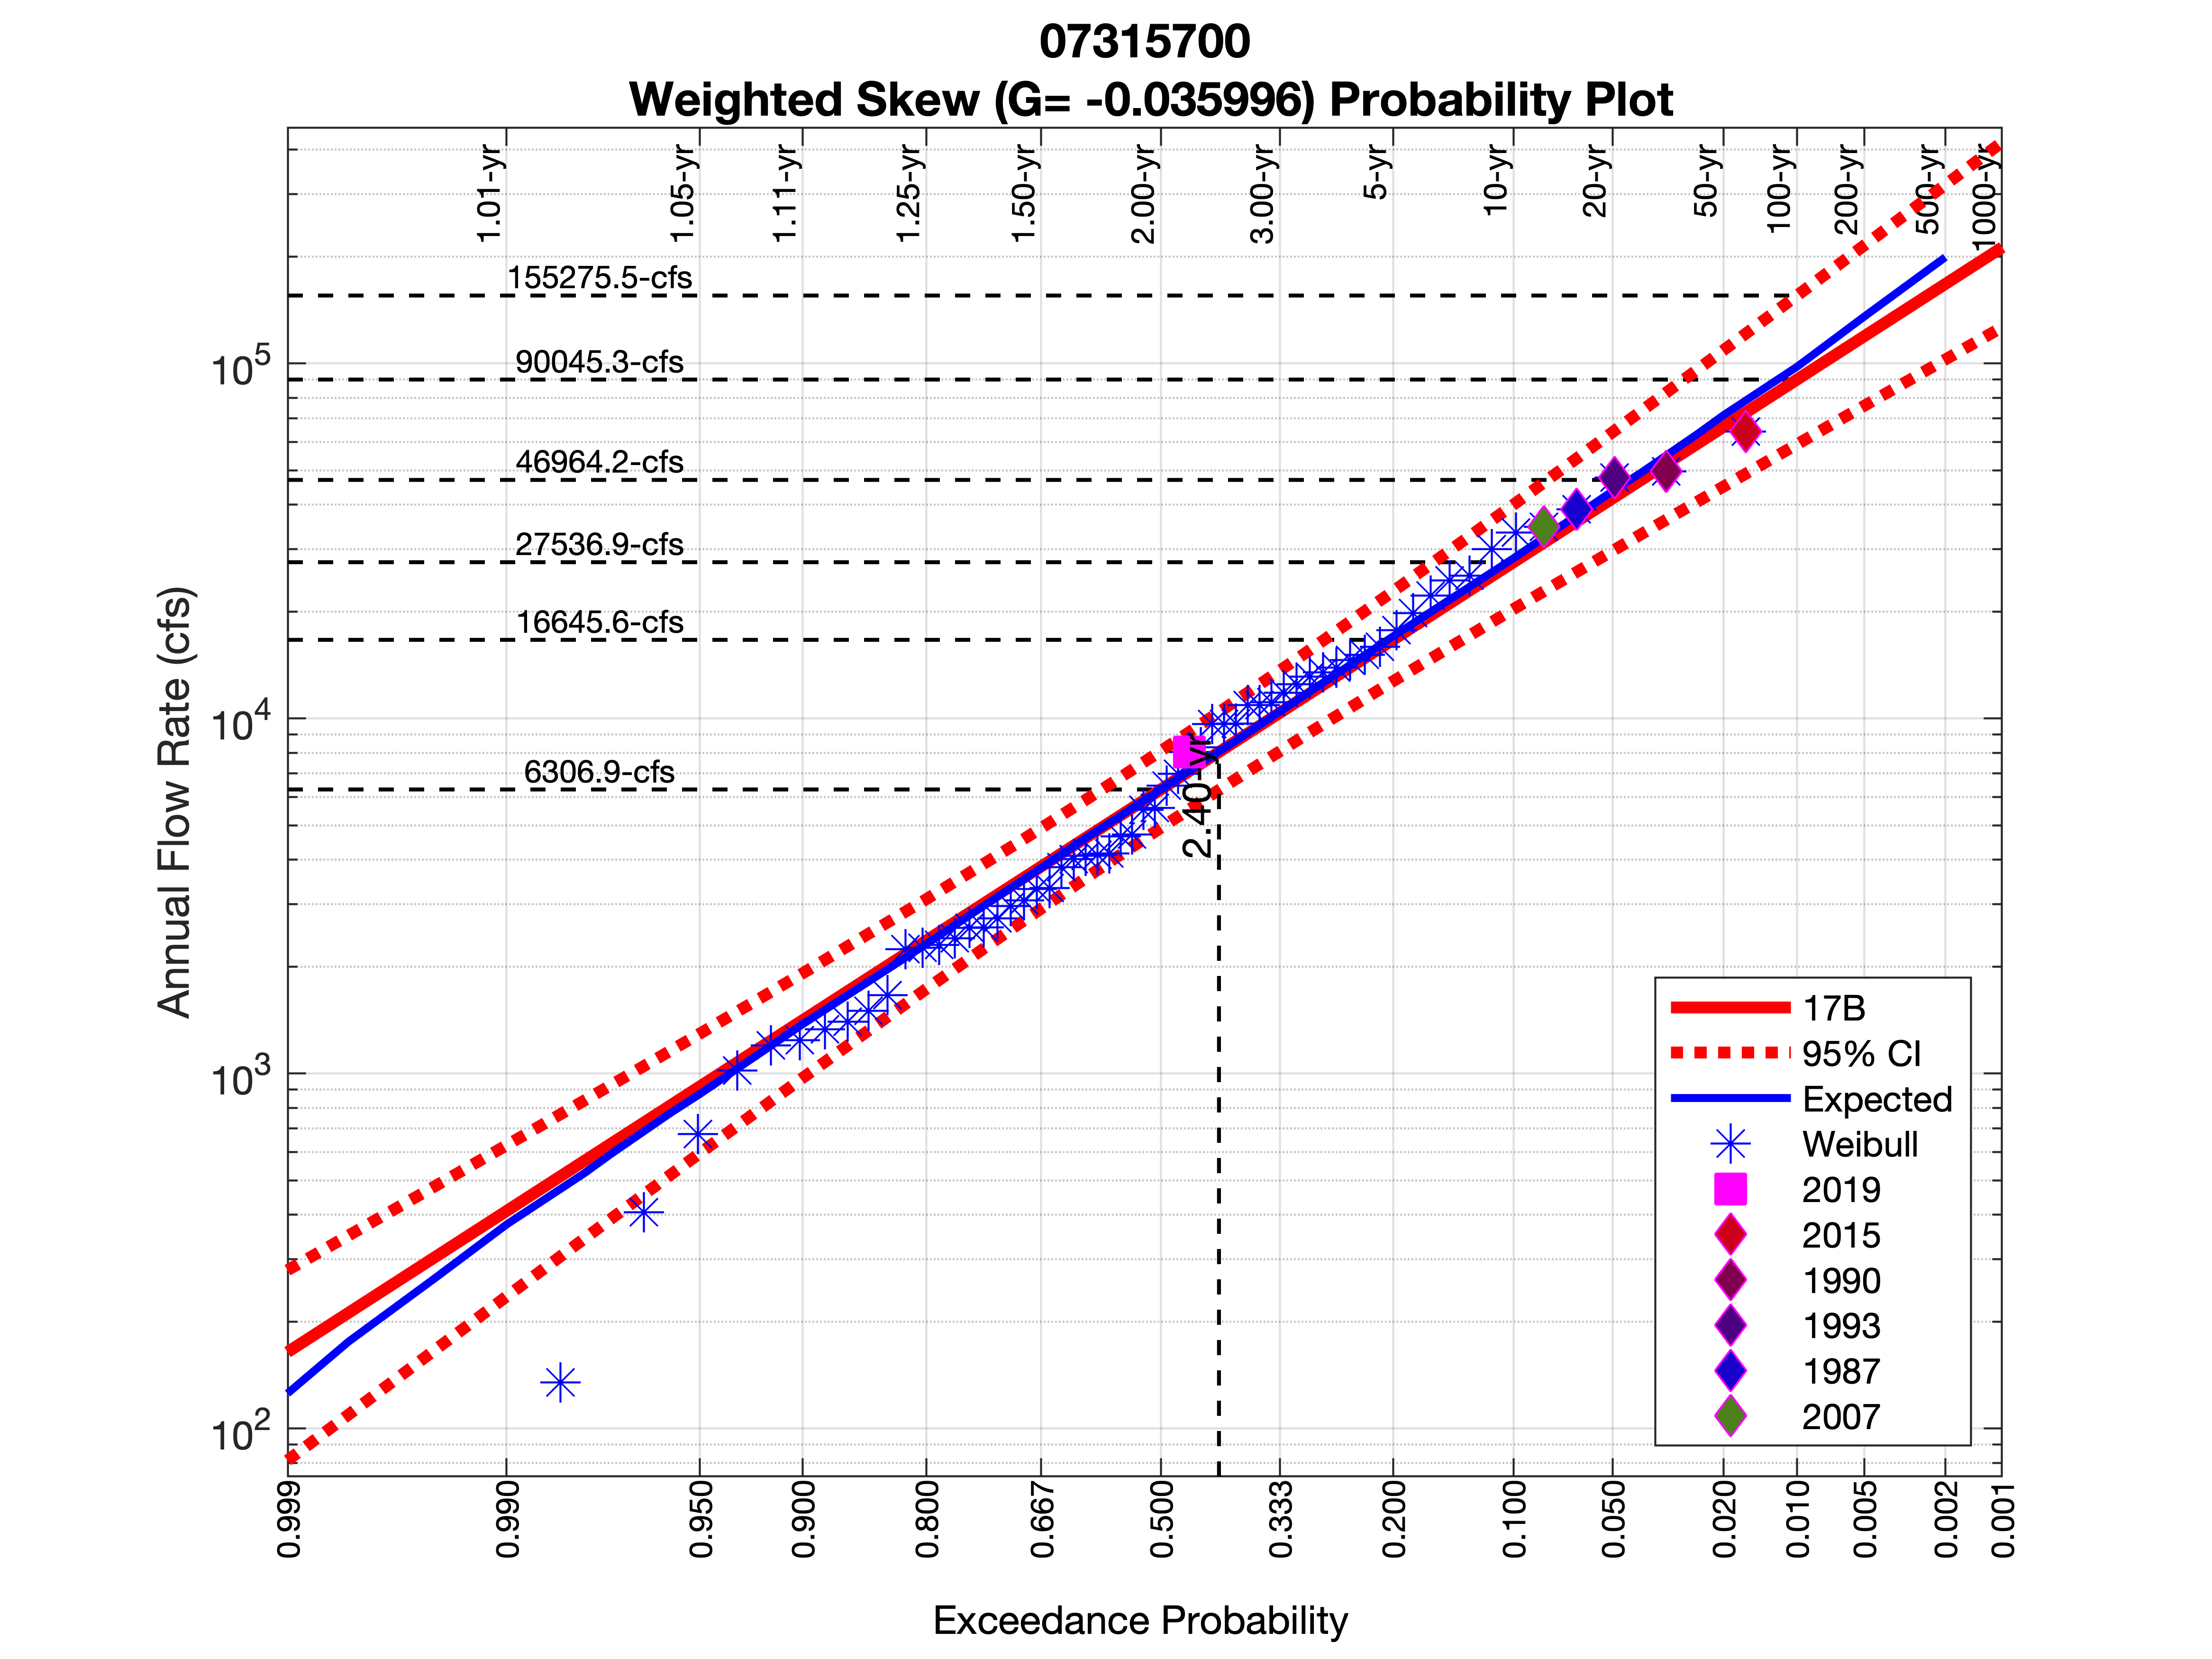 07315700
Weighted Skew (G= -0.035996) Probability Plot
1.01-yr
1.05-yr
1.11-yr
1.25-yr
1.50-yr
2.00-yr
3.00-yr
5-yr
10-yr
20-yr
50-yr
100-yr
200-yr
500-yr
1000-yr
155275.5-cfs
90045.3-cfs
46964.2-cfs
27536.9-cfs
16645.6-cfs
6306.9-cfs
2.40-yr
Annual Flow Rate (cfs)
10^5
10^4
10^3
10^2
17B
95% CI
Expected
Weibull
2019
2015
1990
1993
1987
2007
0.999
0.990
0.950
0.900
0.800
0.667
0.500
0.333
0.200
0.100
0.050
0.020
0.010
0.005
0.002
0.001
Exceedance Probability